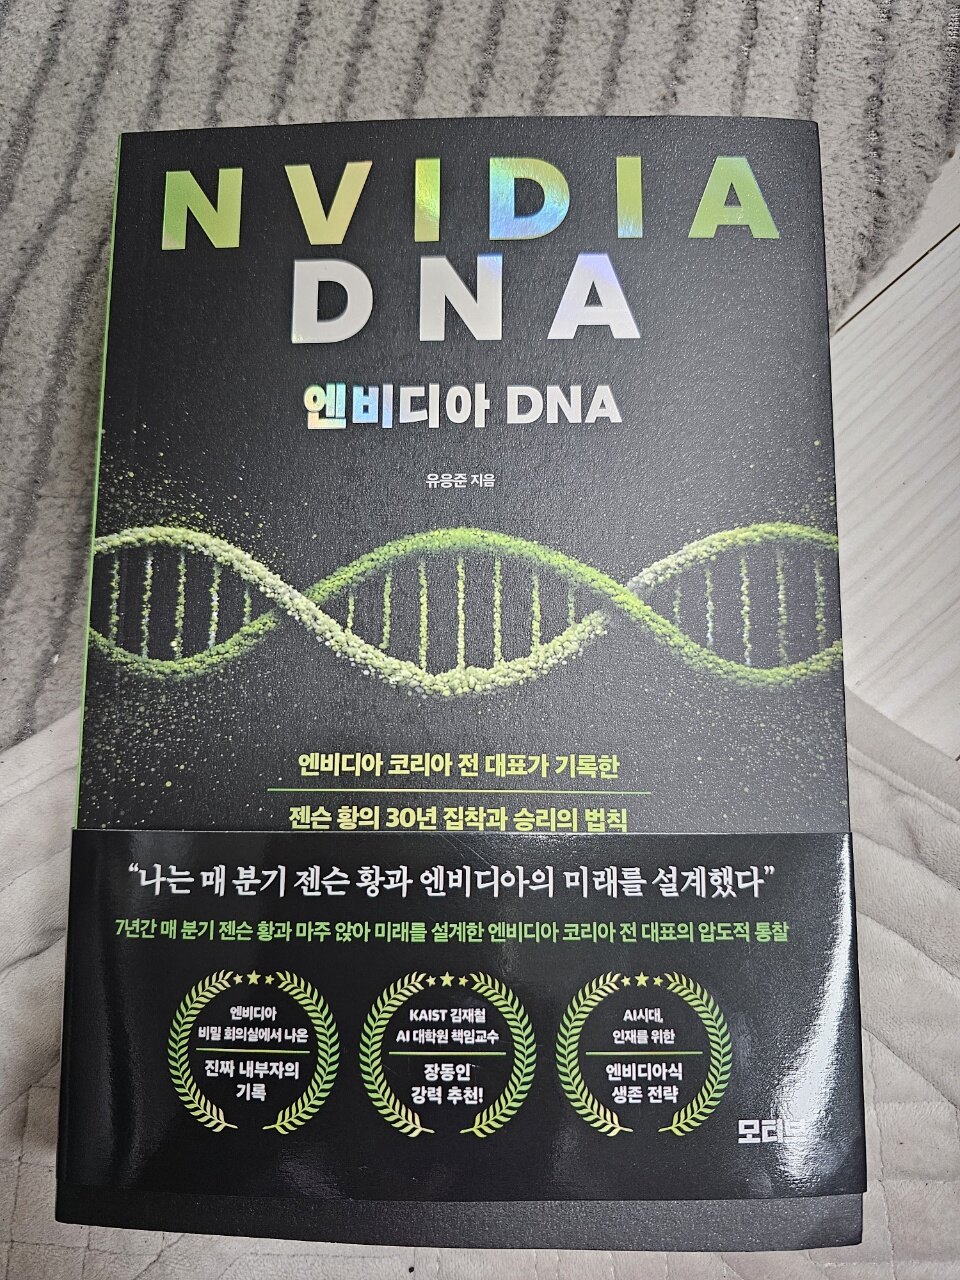 NVIDIA
DNA
엔비디아 DNA
유응준 지음
엔비디아 코리아 전 대표가 기록한
젠슨 황의 30년 집착과 승리의 법칙
“나는 매 분기 젠슨 황과 엔비디아의 미래를 설계했다”
7년간 매 분기 젠슨 황과 마주 앉아 미래를 설계한 엔비디아 코리아 전 대표의 압도적 통찰
엔비디아
비밀 회의실에서 나온
진짜 내부자의
기록
KAIST 김재철
AI 대학원 책임교수
장동인
강력 추천!
AI시대,
인재를 위한
엔비디아식
생존 전략
모티브